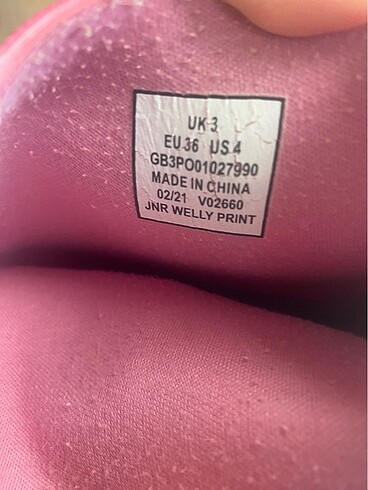 UK 3
EU 36 US 4
GB3PO01027990
MADE IN CHINA
02/21 V02660
JNR WELLY PRINT